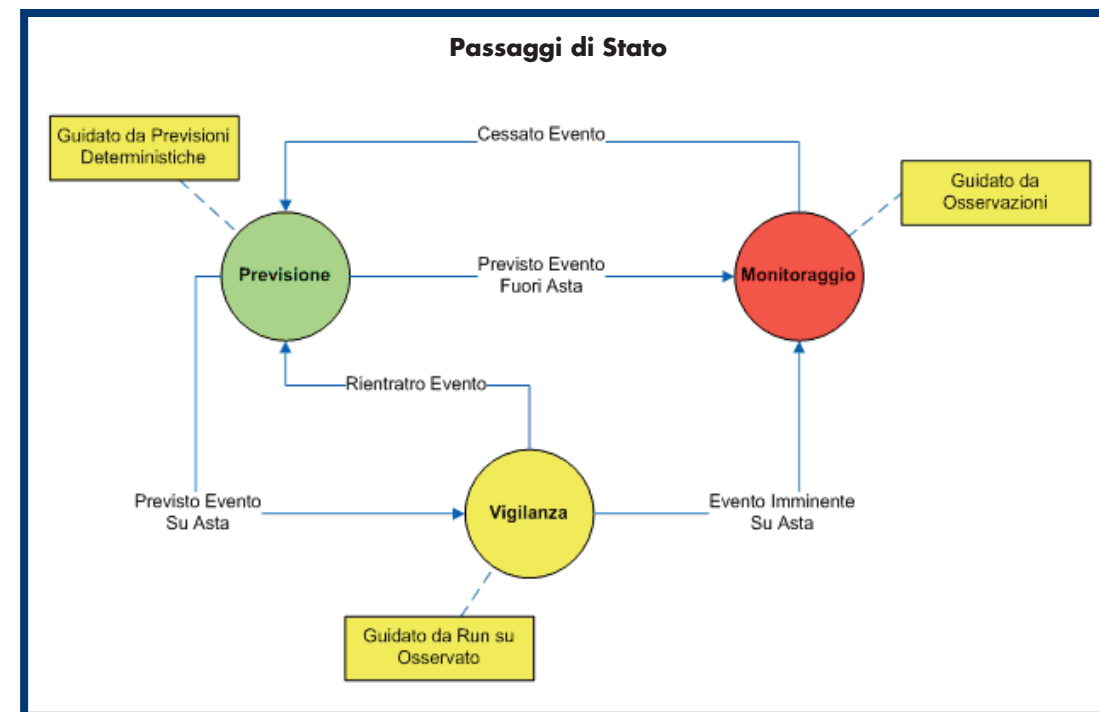 Passaggi di Stato
Cessato Evento
Guidato da Previsioni
Deterministiche
Guidato da
Osservazioni
Previsione
Previsto Evento
Fuori Asta
Monitoraggio
Rientratro Evento
Previsto Evento
Su Asta
Vigilanza
Evento Imminente
Su Asta
Guidato da Run su
Osservato